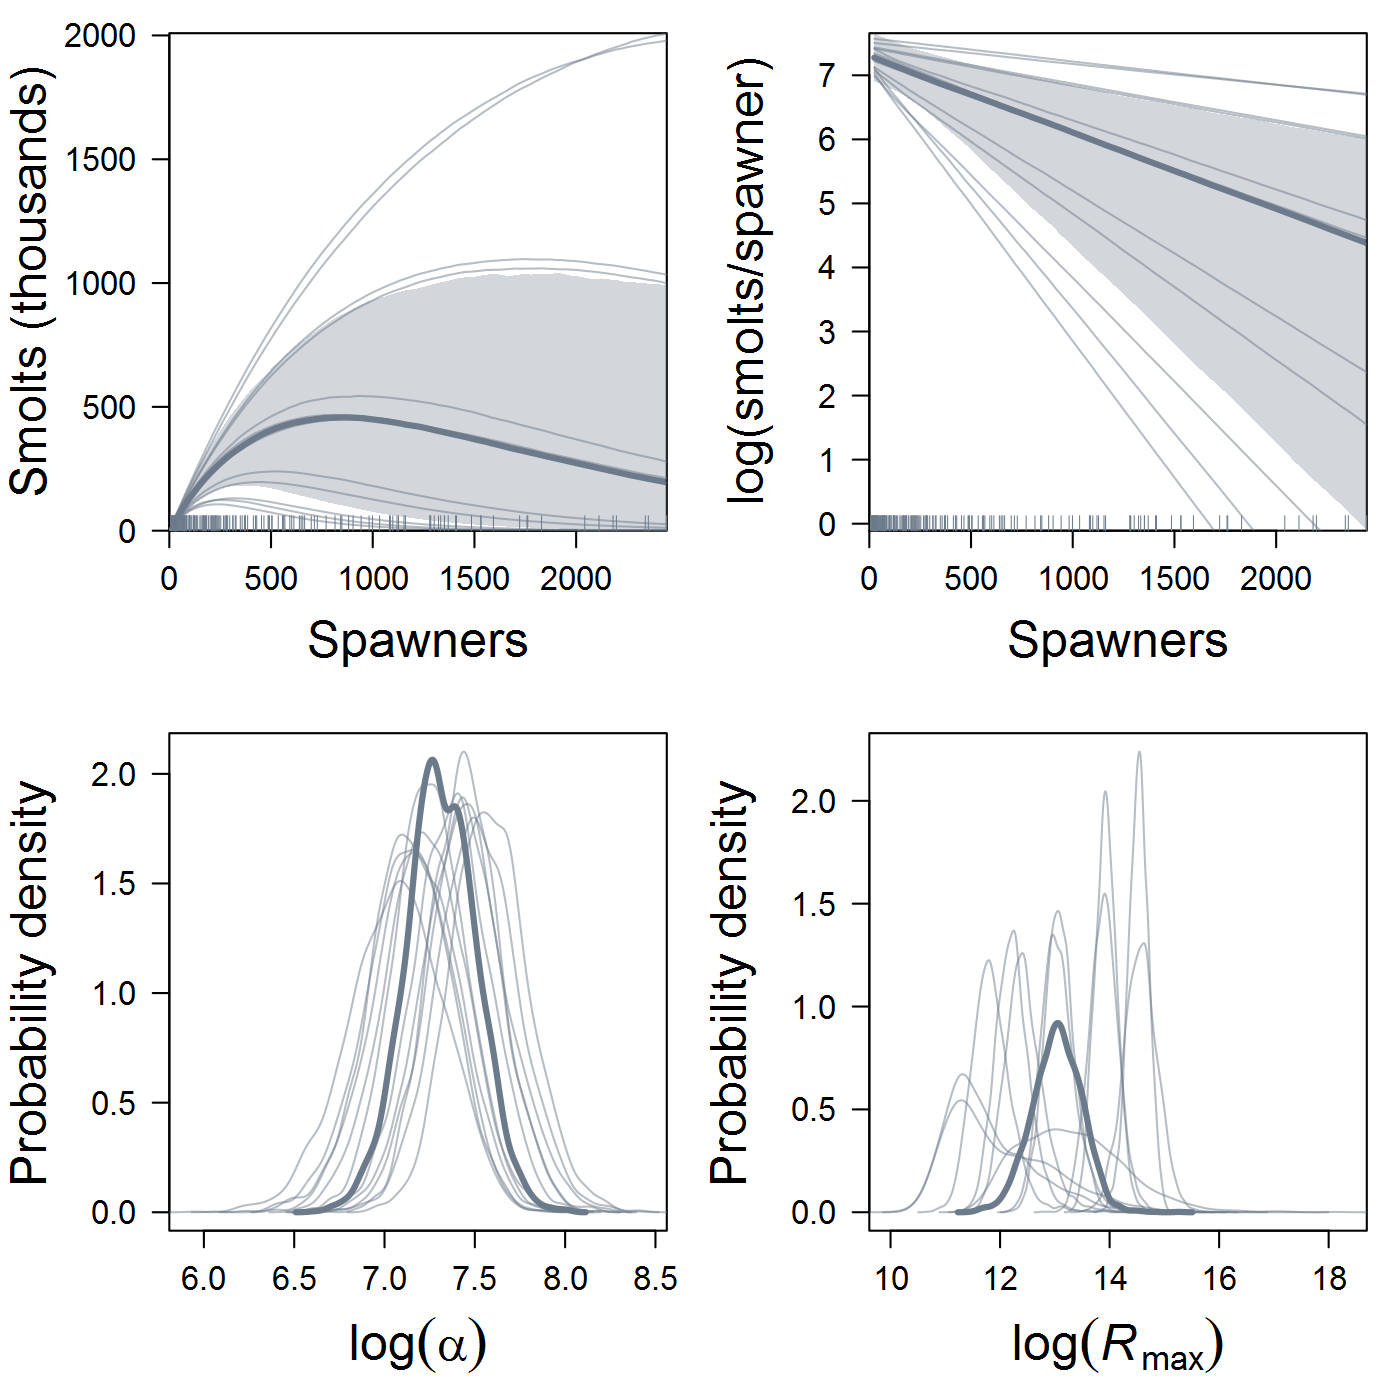 Smolts (thousands)
2000
1500
1000
500
0
0 500 1000 1500 2000
Spawners
log(smolts/spawner)
7
6
5
4
3
2
1
0
0 500 1000 1500 2000
Spawners
Probability density
2.0
1.5
1.0
0.5
0.0
6.0 6.5 7.0 7.5 8.0 8.5
log(α)
Probability density
2.0
1.5
1.0
0.5
0.0
10 12 14 16 18
log(Rmax)